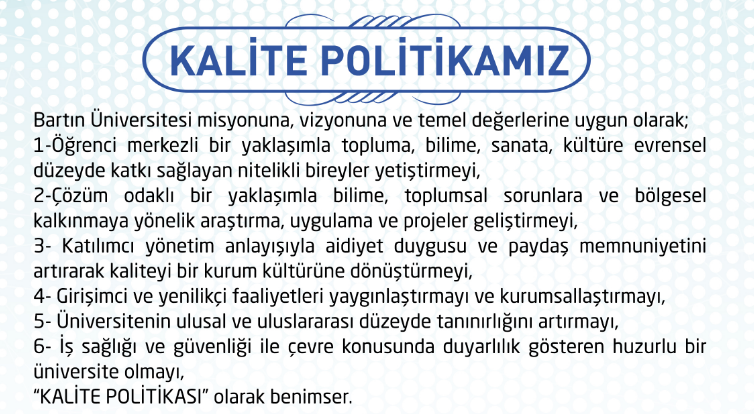 KALİTE POLİTİKAMIZ
Bartın Üniversitesi misyonuna, vizyonuna ve temel değerlerine uygun olarak;
1-Öğrenci merkezli bir yaklaşımla topluma, bilime, sanata, kültüre evrensel
düzeyde katkı sağlayan nitelikli bireyler yetiştirmeyi,
2-Çözüm odaklı bir yaklaşımla bilime, toplumsal sorunlara ve bölgesel
kalkınmaya yönelik araştırma, uygulama ve projeler geliştirmeyi,
3- Katılımcı yönetim anlayışıyla aidiyet duygusu ve paydaş memnuniyetini
artırarak kaliteyi bir kurum kültürüne dönüştürmeyi,
4- Girişimci ve yenilikçi faaliyetleri yaygınlaştırmayı ve kurumsallaştırmayı,
5- Üniversitenin ulusal ve uluslararası düzeyde tanınırlığını artırmayı,
6- İş sağlığı ve güvenliği ile çevre konusunda duyarlılık gösteren huzurlu bir
üniversite olmayı,
“KALİTE POLİTİKASI” olarak benimser.